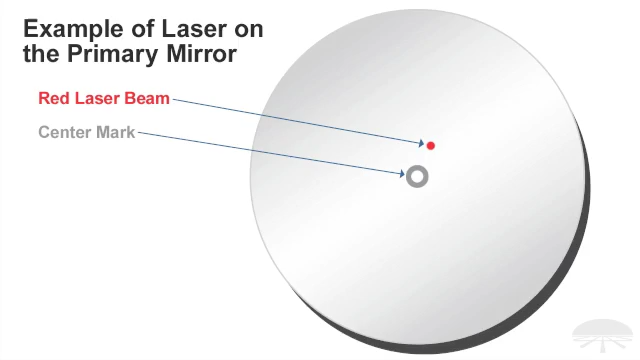 Example of Laser on
the Primary Mirror
Red Laser Beam
Center Mark